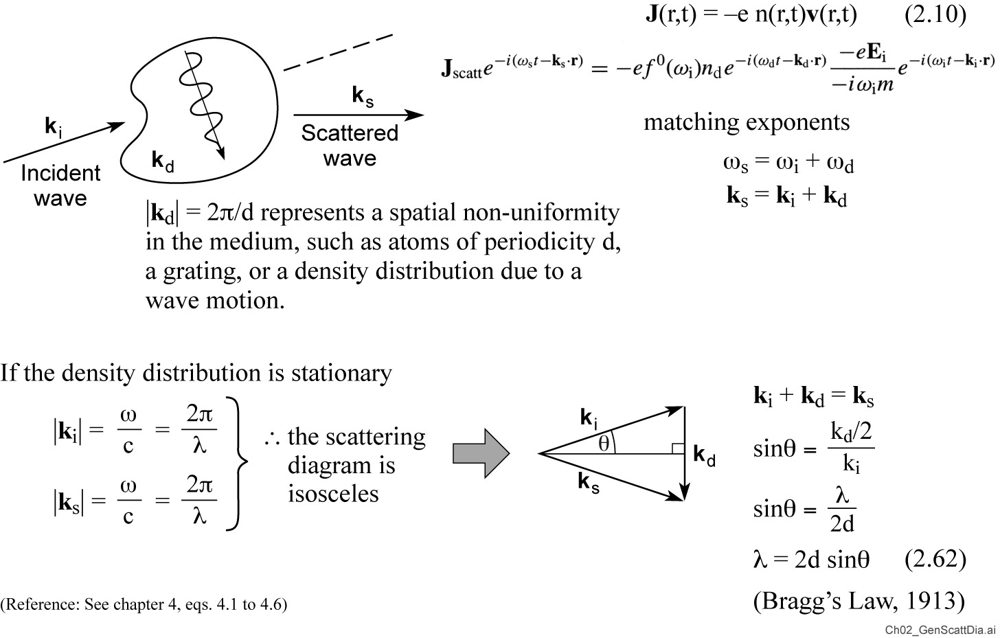 J(r,t) = –e n(r,t)v(r,t) (2.10)
J_scatt e^{−i(ω_s t−k_s·r)} = −ef⁰(ω_i)n_d e^{−i(ω_d t−k_d·r)} (−eE_i)/(−iω_i m) e^{−i(ω_i t−k_i·r)}
matching exponents
ω_s = ω_i + ω_d
k_s = k_i + k_d
k_i
Incident
wave
k_d
k_s
Scattered
wave
|k_d| = 2π/d represents a spatial non-uniformity
in the medium, such as atoms of periodicity d,
a grating, or a density distribution due to a
wave motion.
If the density distribution is stationary
|k_i| = ω/c = 2π/λ
|k_s| = ω/c = 2π/λ
∴ the scattering
diagram is
isosceles
k_i
θ
k_d
k_s
k_i + k_d = k_s
sinθ = (k_d/2)/k_i
sinθ = λ/2d
λ = 2d sinθ (2.62)
(Bragg’s Law, 1913)
(Reference: See chapter 4, eqs. 4.1 to 4.6)
Ch02_GenScattDia.ai